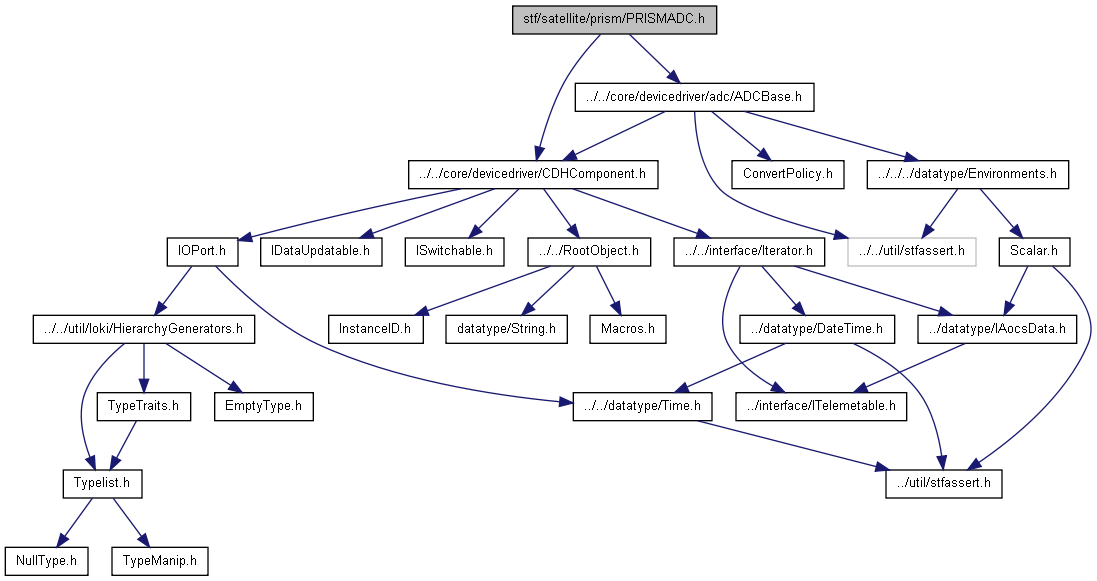 stf/satellite/prism/PRISMADC.h
../../core/devicedriver/adc/ADCBase.h
../../core/devicedriver/CDHComponent.h
ConvertPolicy.h
../../../datatype/Environments.h
IOPort.h
IDataUpdatable.h
ISwitchable.h
../../RootObject.h
../../interface/Iterator.h
../../util/stfassert.h
Scalar.h
../../util/loki/HierarchyGenerators.h
InstanceID.h
datatype/String.h
Macros.h
../datatype/DateTime.h
../datatype/IAocsData.h
TypeTraits.h
EmptyType.h
../../datatype/Time.h
../interface/ITelemetable.h
Typelist.h
../util/stfassert.h
NullType.h
TypeManip.h